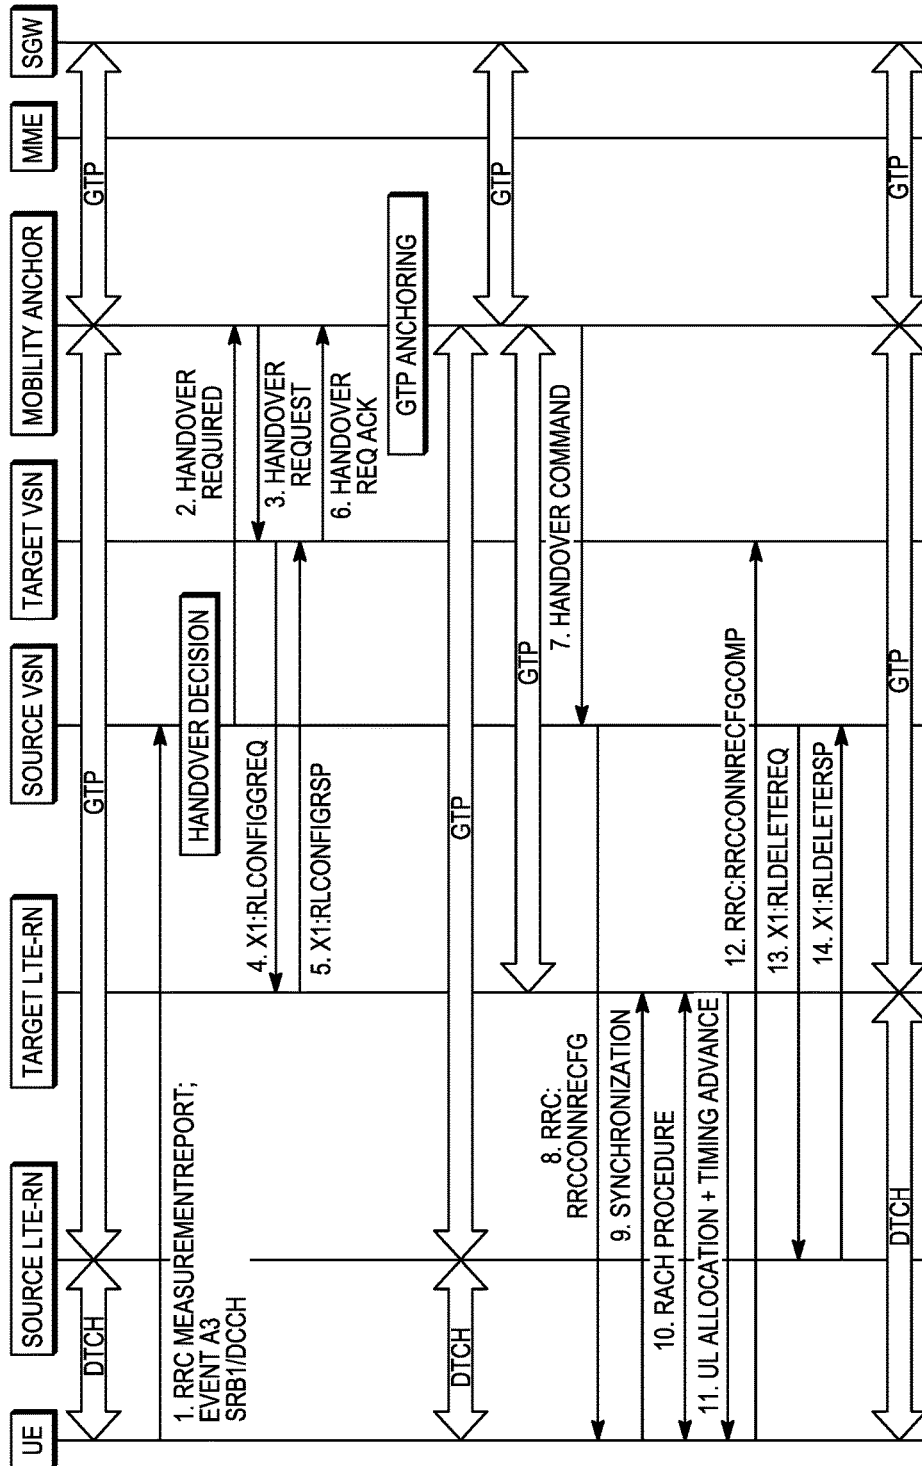 UE
SOURCE LTE-RN
TARGET LTE-RN
SOURCE VSN
TARGET VSN
MOBILITY ANCHOR
MME
SGW
DTCH
GTP
GTP
1. RRC MEASUREMENTREPORT;
EVENT A3
SRB1/DCCH
HANDOVER DECISION
2. HANDOVER
REQUIRED
3. HANDOVER
REQUEST
4. X1:RLCONFIGGREQ
5. X1:RLCONFIGRSP
6. HANDOVER
REQ ACK
GTP ANCHORING
DTCH
GTP
GTP
GTP
7. HANDOVER COMMAND
8. RRC:
RRCCONNRECFG
9. SYNCHRONIZATION
10. RACH PROCEDURE
11. UL ALLOCATION + TIMING ADVANCE
12. RRC:RRCCONNRECFGCOMP
13. X1:RLDELETEREQ
14. X1:RLDELETERSP
DTCH
GTP
GTP